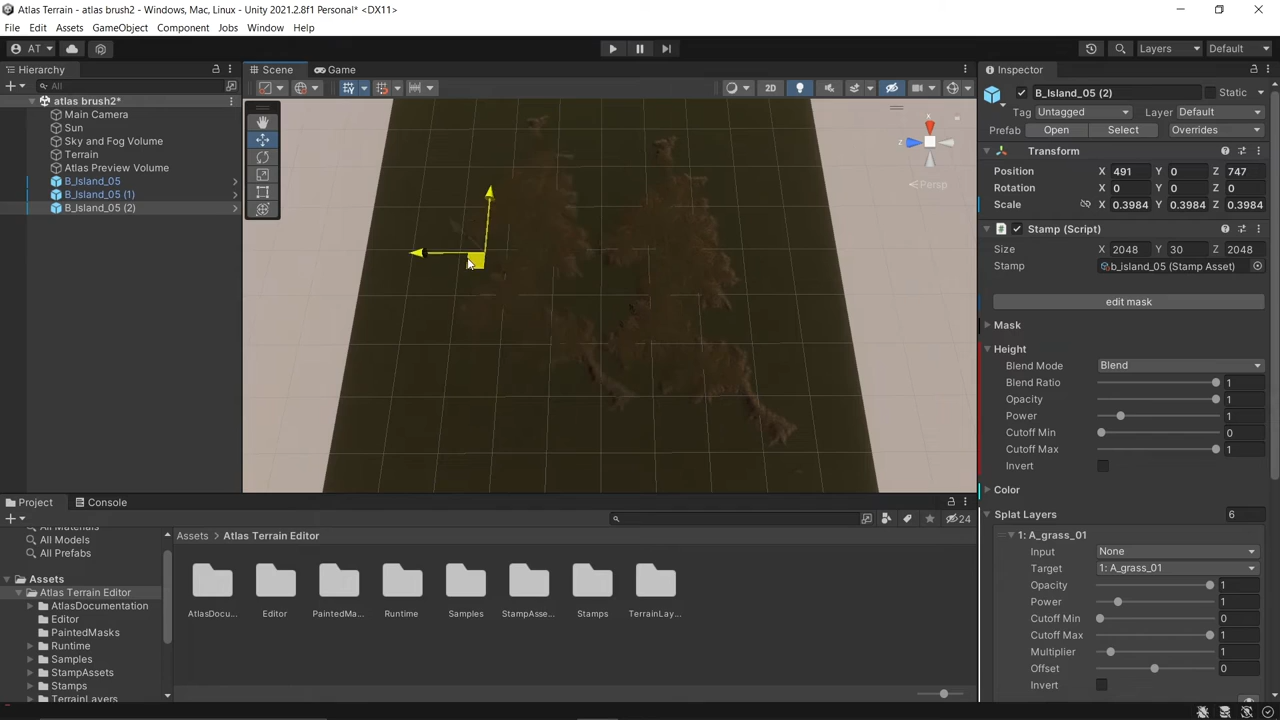 Atlas Terrain - atlas brush2 - Windows, Mac, Linux - Unity 2021.2.8f1 Personal* <DX11>
File Edit Assets GameObject Component Jobs Window Help
AT Layers Default
Hierarchy Scene Game Inspector
All
2D
atlas brush2*
Main Camera
Sun
Sky and Fog Volume
Terrain
Atlas Preview Volume
B_Island_05
B_Island_05 (1)
B_Island_05 (2)
x
z
Persp
B_Island_05 (2) Static
Tag Untagged Layer Default
Prefab Open Select Overrides
Transform
Position X 491 Y 0 Z 747
Rotation X 0 Y 0 Z 0
Scale X 0.3984 Y 0.3984 Z 0.3984
Stamp (Script)
Size X 2048 Y 30 Z 2048
Stamp b_island_05 (Stamp Asset)
edit mask
Mask
Height
Blend Mode Blend
Blend Ratio 1
Opacity 1
Power 1
Cutoff Min 0
Cutoff Max 1
Invert
Color
Splat Layers 6
1: A_grass_01
Input None
Target 1: A_grass_01
Opacity 1
Power 1
Cutoff Min 0
Cutoff Max 1
Multiplier 1
Offset 0
Invert
Project Console
24
All Materials
All Models
All Prefabs
Assets
Atlas Terrain Editor
AtlasDocumentation
Editor
PaintedMasks
Runtime
Samples
StampAssets
Stamps
TerrainLayers
Assets Atlas Terrain Editor
AtlasDocu... Editor PaintedMa... Runtime Samples StampAsse... Stamps TerrainLay...